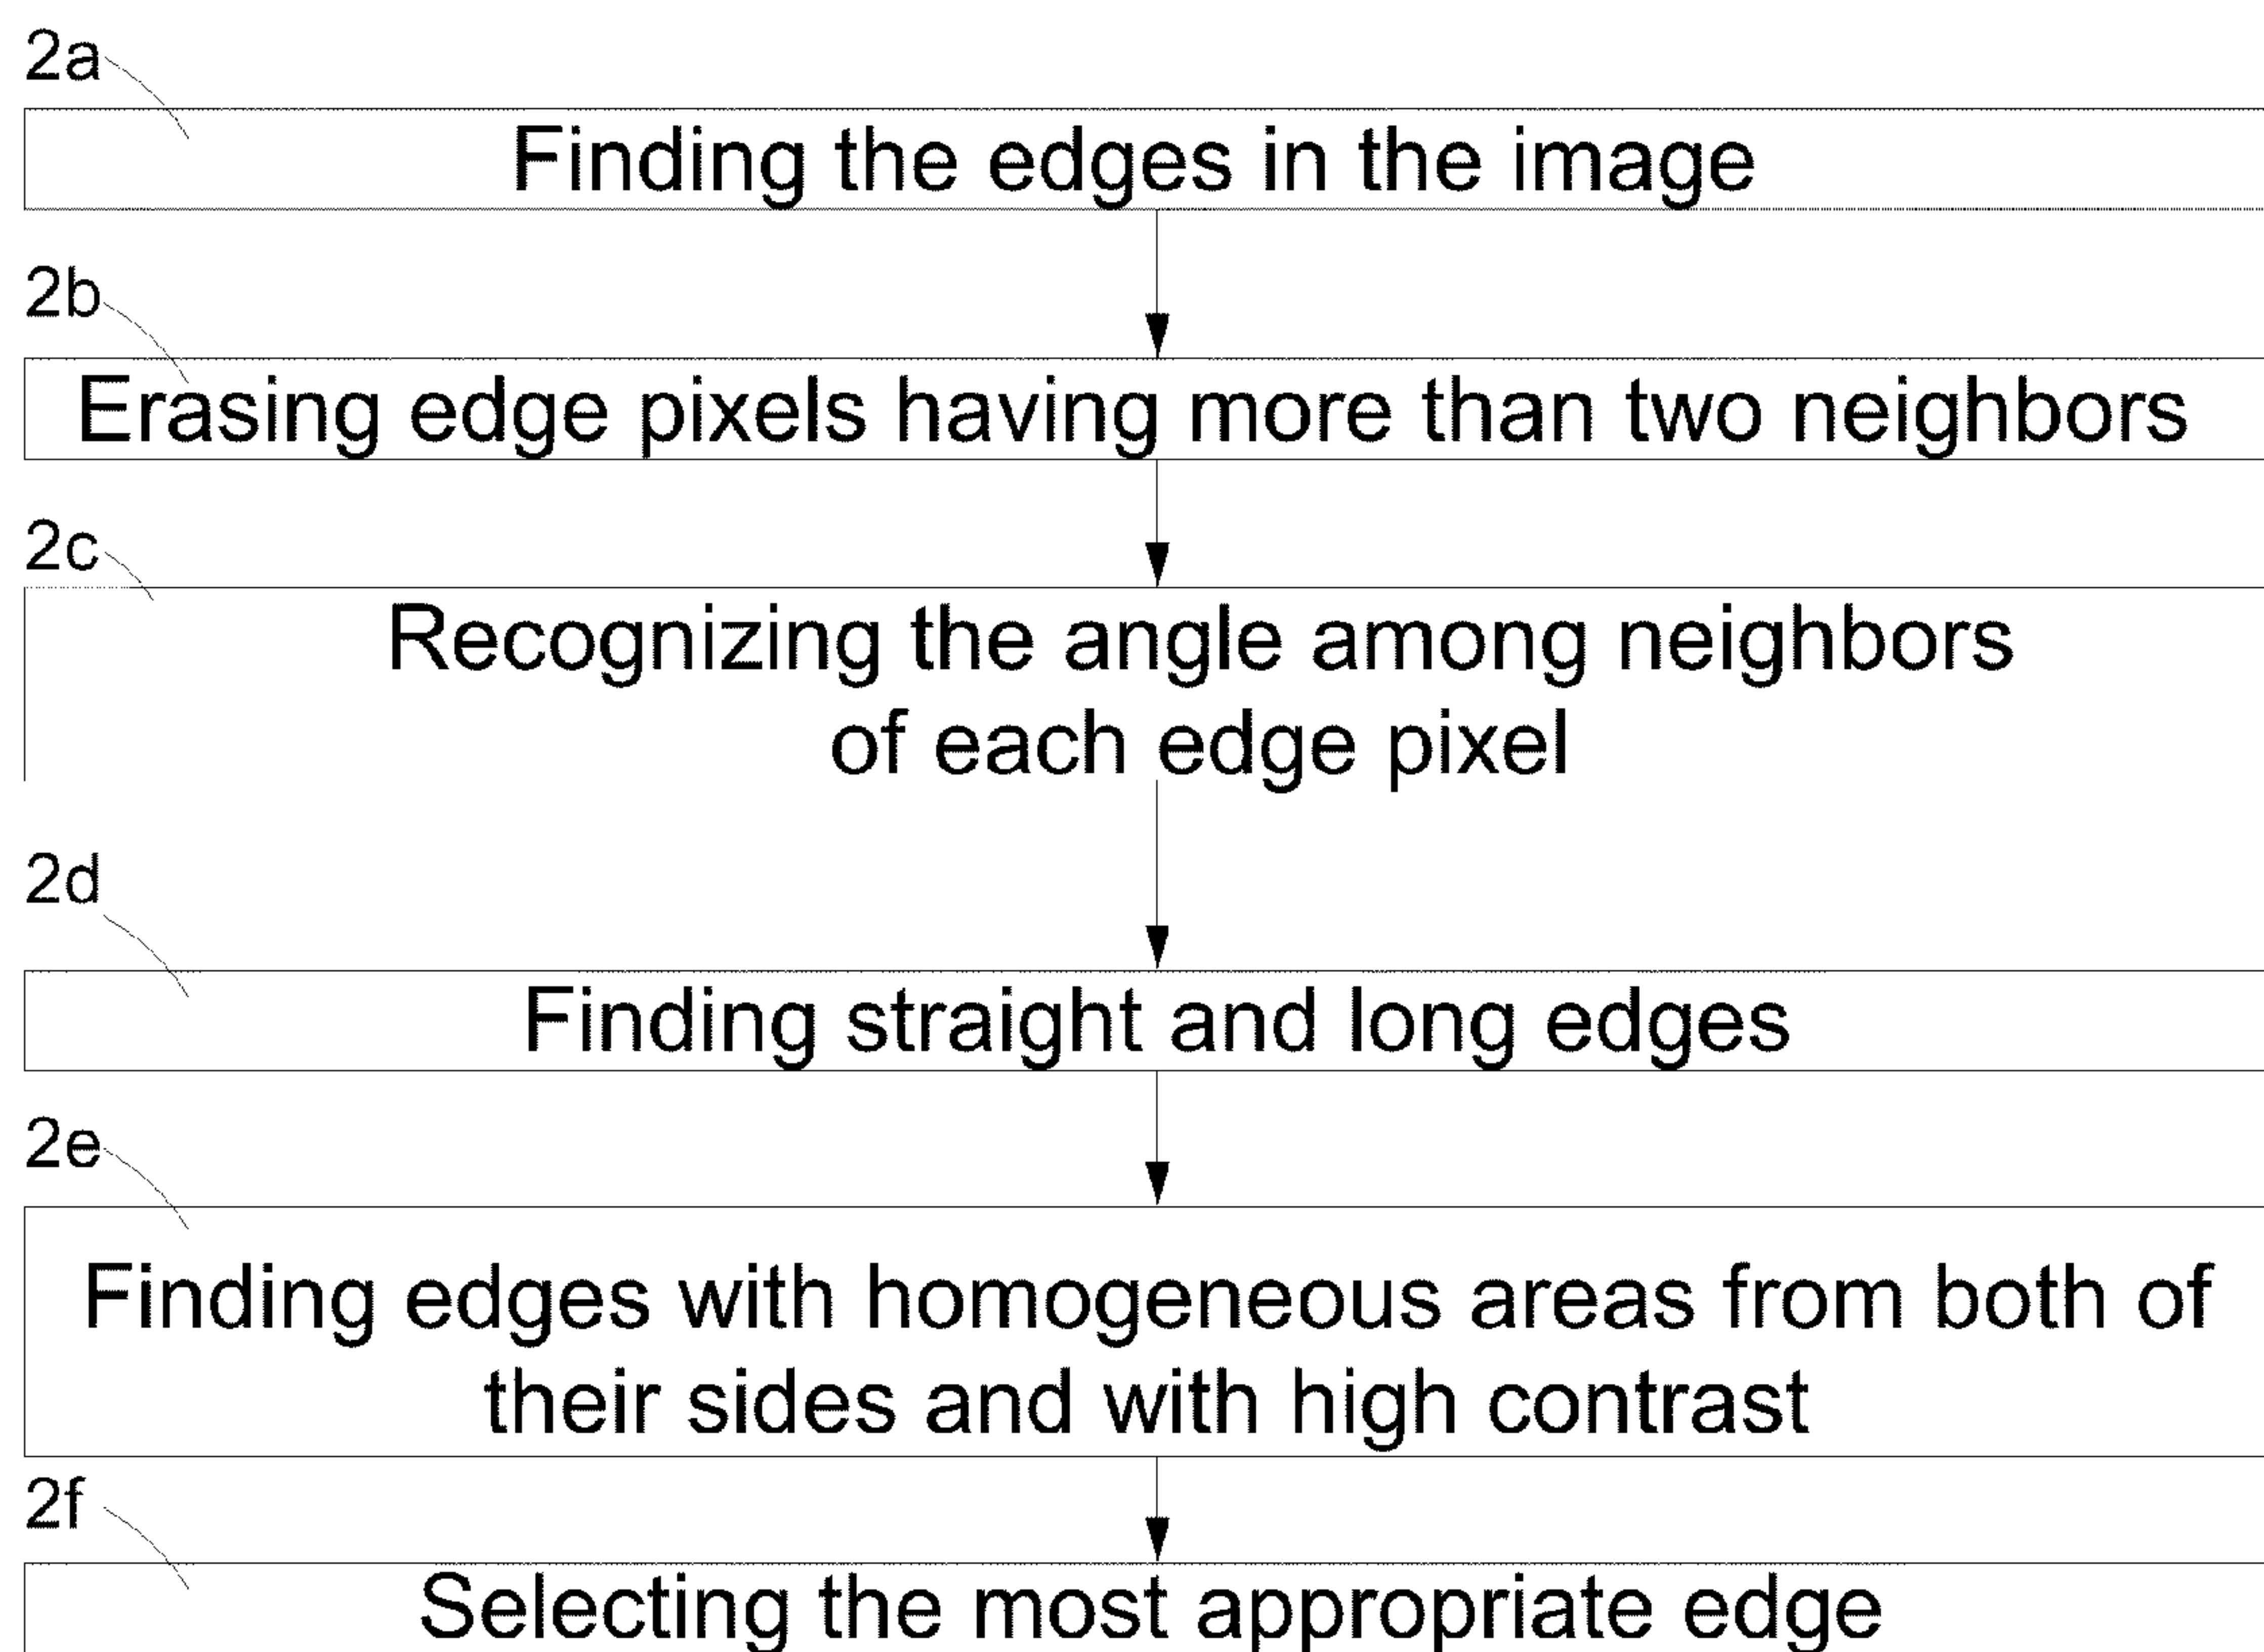 2a
Finding the edges in the image
2b
Erasing edge pixels having more than two neighbors
2c
Recognizing the angle among neighbors
of each edge pixel
2d
Finding straight and long edges
2e
Finding edges with homogeneous areas from both of
their sides and with high contrast
2f
Selecting the most appropriate edge